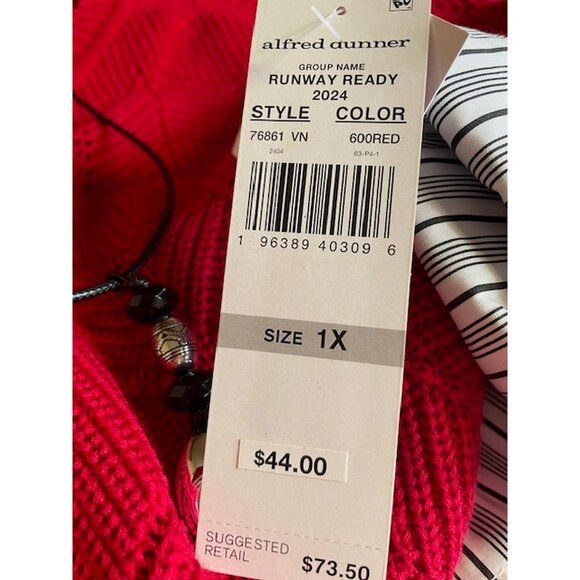 alfred dunner
GROUP NAME
RUNWAY READY
2024
STYLE COLOR
76861 VN 600RED
2404 63-P4-1
1 96389 40309 6
SIZE 1X
$44.00
SUGGESTED
RETAIL $73.50